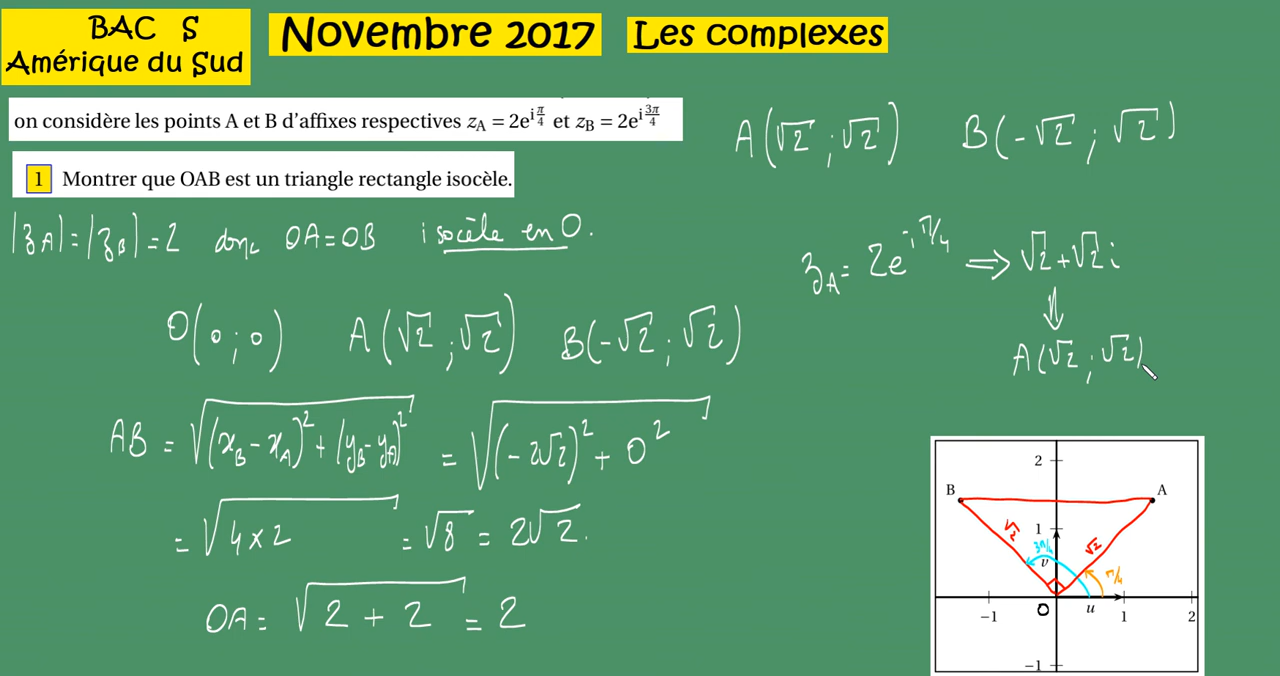 BAC S
Amérique du Sud
Novembre 2017
Les complexes
on considère les points A et B d'affixes respectives z_A = 2e^{i\frac{π}{4}} et z_B = 2e^{i\frac{3π}{4}}
1 Montrer que OAB est un triangle rectangle isocèle.
|z_A| = |z_B| = 2 donc OA = OB isocèle en O.
O(0 ; 0) A(√2 ; √2) B(-√2 ; √2)
AB = √((x_B - x_A)² + (y_B - y_A)²) = √((-2√2)² + 0²)
= √(4×2) = √8 = 2√2.
OA = √(2 + 2) = 2
A(√2 ; √2) B(-√2 ; √2)
z_A = 2e^{iπ/4} ⇒ √2 + √2 i
⇓
A(√2 ; √2)
2
B A
√2 1 √2
3π/4
v π/4
O u
-1 1 2
-1